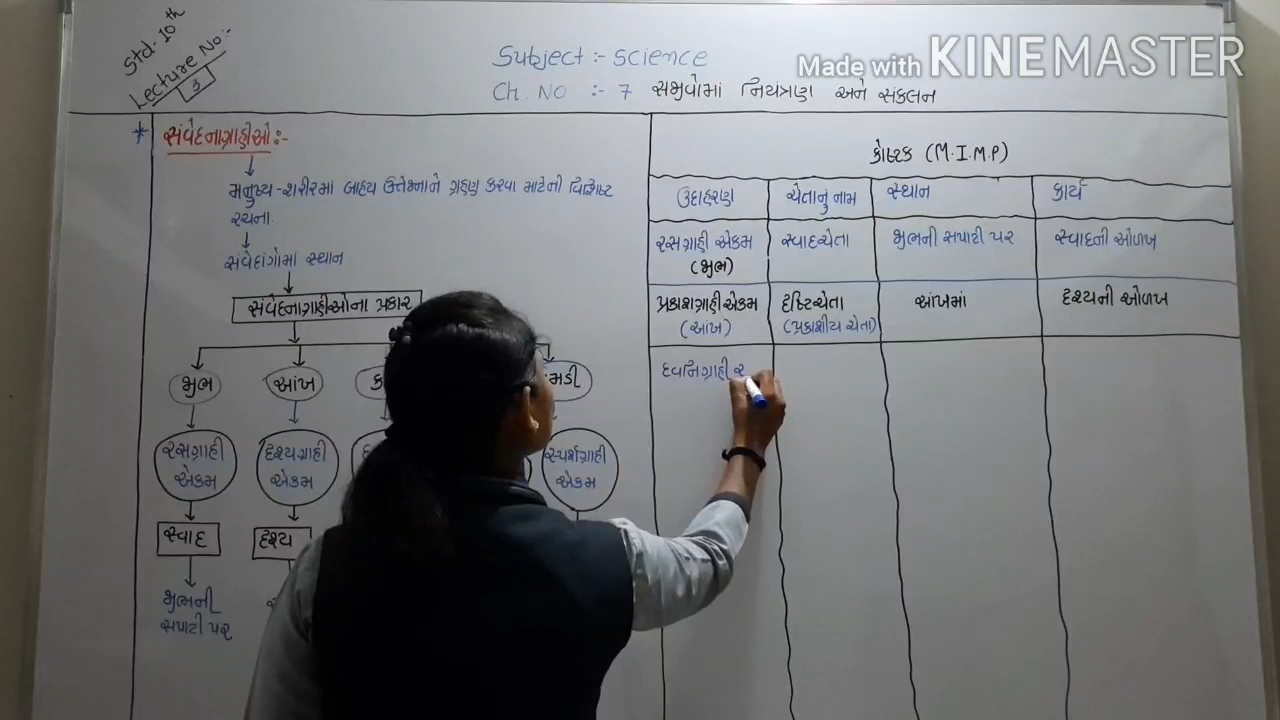 Std- 10th
Lecture No:-
3
Subject :- Science
Ch. NO :- 7 સજીવોમાં નિયંત્રણ અને સંકલન
Made with KINEMASTER
* સંવેદનાગ્રાહીઓ:-
મનુષ્ય-શરીરમાં બાહ્ય ઉત્તેજનાને ગ્રહણ કરવા માટેની વિશિષ્ટ
રચના
સંવેદાંગોમાં સ્થાન
સંવેદનાગ્રાહીઓના પ્રકાર
જીભ
આંખ
રસગ્રાહી
એકમ
દૃશ્યગ્રાહી
એકમ
સ્પર્શગ્રાહી
એકમ
સ્વાદ
દૃશ્ય
જીભની
સપાટી પર
કોષ્ટક (M.I.M.P)
ઉદાહરણ ચેતાનુ નામ સ્થાન કાર્ય
રસગ્રાહી એકમ સ્વાદચેતા જીભની સપાટી પર સ્વાદની ઓળખ
(જીભ)
પ્રકાશગ્રાહી એકમ દૃષ્ટિચેતા આંખમાં દૃશ્યની ઓળખ
(આંખ) (પ્રકાશીય ચેતા)
ધ્વનિગ્રાહી